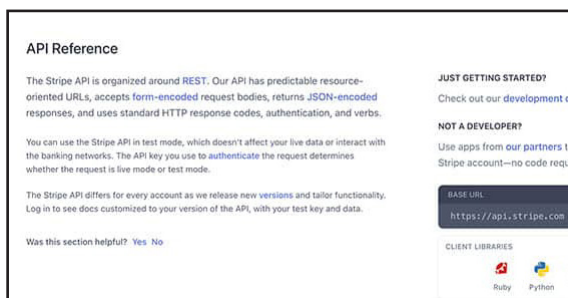 API Reference
The Stripe API is organized around REST. Our API has predictable resource-
oriented URLs, accepts form-encoded request bodies, returns JSON-encoded
responses, and uses standard HTTP response codes, authentication, and verbs.
You can use the Stripe API in test mode, which doesn't affect your live data or interact with
the banking networks. The API key you use to authenticate the request determines
whether the request is live mode or test mode.
The Stripe API differs for every account as we release new versions and tailor functionality.
Log in to see docs customized to your version of the API, with your test key and data.
Was this section helpful? Yes No
JUST GETTING STARTED?
Check out our development
NOT A DEVELOPER?
Use apps from our partners
Stripe account—no code
BASE URL
https://api.stripe.com
CLIENT LIBRARIES
Ruby Python